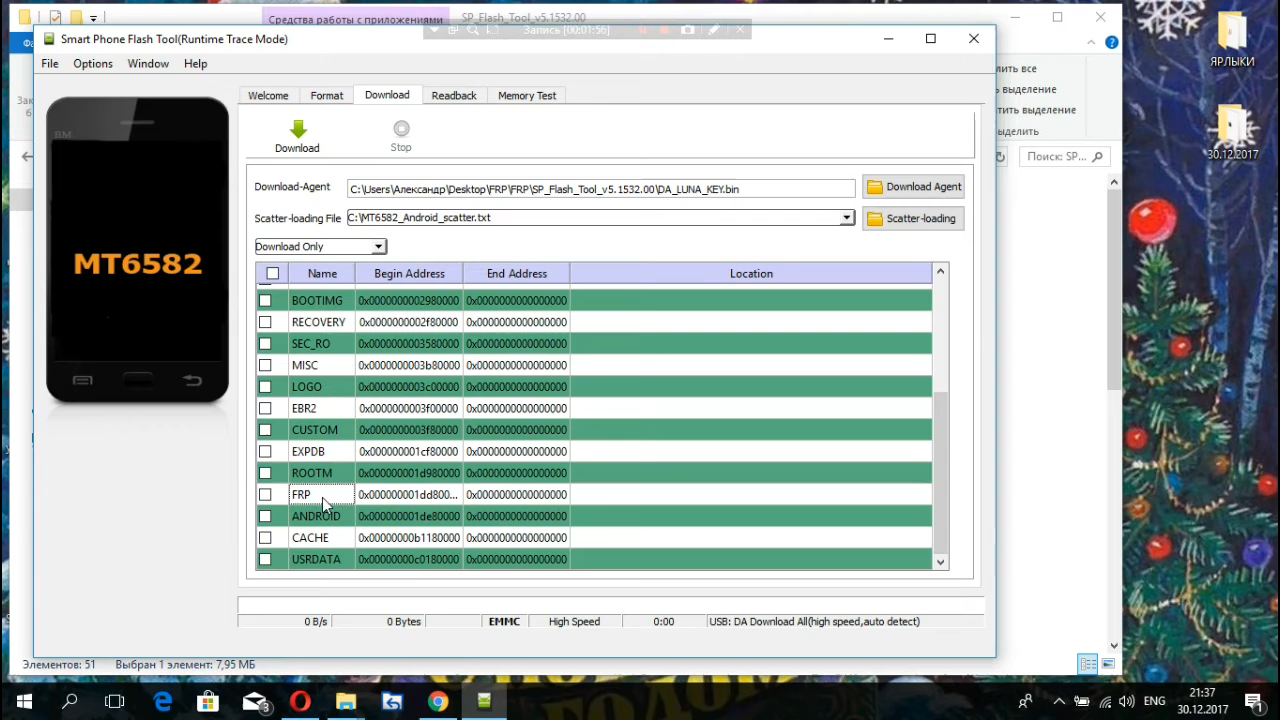 Средства работы с приложениями
SP_Flash_Tool_v5.1532.00
Smart Phone Flash Tool(Runtime Trace Mode)
Запись [00:01:56]
File Options Window Help
ЯРЛЫКИ
30.12.2017
лить все
ь выделение
тить выделение
ыделить
Поиск: SP...
Welcome Format Download Readback Memory Test
BM
MT6582
Download Stop
Download-Agent C:\Users\Александр\Desktop\FRP\FRP\SP_Flash_Tool_v5.1532.00\DA_LUNA_KEY.bin Download Agent
Scatter-loading File C:\MT6582_Android_scatter.txt Scatter-loading
Download Only
Name Begin Address End Address Location
BOOTIMG 0x0000000002980000 0x0000000000000000
RECOVERY 0x0000000002f80000 0x0000000000000000
SEC_RO 0x0000000003580000 0x0000000000000000
MISC 0x0000000003b80000 0x0000000000000000
LOGO 0x0000000003c00000 0x0000000000000000
EBR2 0x0000000003f00000 0x0000000000000000
CUSTOM 0x0000000003f80000 0x0000000000000000
EXPDB 0x000000001cf80000 0x0000000000000000
ROOTM 0x000000001d980000 0x0000000000000000
FRP 0x000000001dd800... 0x0000000000000000
ANDROID 0x000000001de80000 0x0000000000000000
CACHE 0x00000000b1180000 0x0000000000000000
USRDATA 0x00000000c0180000 0x0000000000000000
0 B/s 0 Bytes EMMC High Speed 0:00 USB: DA Download All(high speed,auto detect)
Элементов: 51 Выбран 1 элемент: 7,95 МБ
3
ENG
21:37
30.12.2017
1